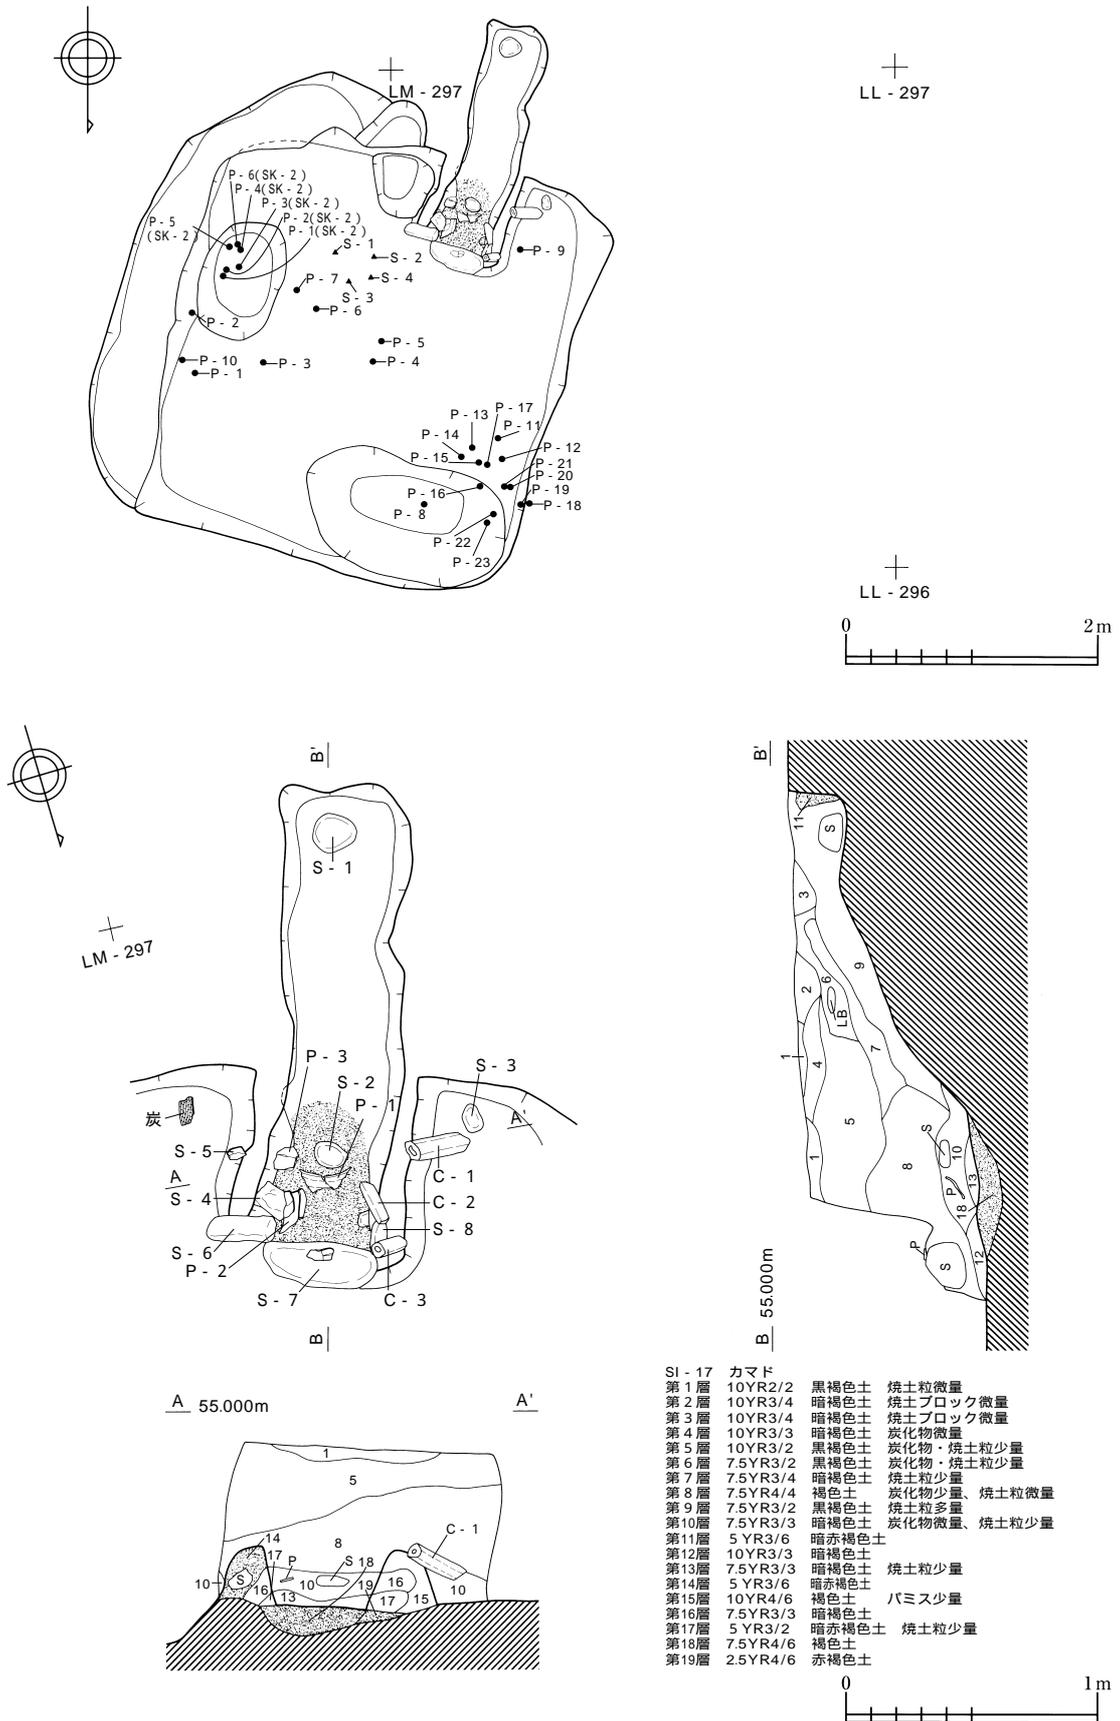 LM - 297
LL - 297
P - 6(SK - 2)
P - 4(SK - 2)
P - 3(SK - 2)
P - 2(SK - 2)
P - 1(SK - 2)
P - 5
(SK - 2)
S - 1
S - 2
P - 9
S - 4
P - 7
S - 3
P - 6
P - 2
P - 5
P - 10
P - 3
P - 4
P - 1
P - 17
P - 13
P - 11
P - 14
P - 12
P - 15
P - 21
P - 20
P - 16
P - 19
P - 8
P - 18
P - 22
P - 23
LL - 296
0 2m
B'
S - 1
LM - 297
P - 3
S - 2
S - 3
P - 1
炭
A'
S - 5
A
C - 1
S - 4
C - 2
S - 8
S - 6
P - 2
S - 7
C - 3
B
B'
11
S
3
9
6
2
LB
1
4
7
5
S
1
8
10
P
13
18
P
S
12
B 55.000m
A 55.000m
A'
1
5
C - 1
14
8
17
P
S
18
10
S
16
10
13
19
16
17
15
10
SI - 17 カマド
第1層 10YR2/2 黒褐色土 焼土粒微量
第2層 10YR3/4 暗褐色土 焼土ブロック微量
第3層 10YR3/4 暗褐色土 焼土ブロック微量
第4層 10YR3/3 暗褐色土 炭化物微量
第5層 10YR3/2 黒褐色土 炭化物・焼土粒少量
第6層 7.5YR3/2 黒褐色土 炭化物・焼土粒少量
第7層 7.5YR3/4 暗褐色土 焼土粒少量
第8層 7.5YR4/4 褐色土 炭化物少量、焼土粒微量
第9層 7.5YR3/2 黒褐色土 焼土粒多量
第10層 7.5YR3/3 暗褐色土 炭化物微量、焼土粒少量
第11層 5YR3/6 暗赤褐色土
第12層 10YR3/3 暗褐色土
第13層 7.5YR3/3 暗褐色土 焼土粒少量
第14層 5YR3/6 暗赤褐色土
第15層 10YR4/6 褐色土 パミス少量
第16層 7.5YR3/3 暗褐色土
第17層 5YR3/2 暗赤褐色土 焼土粒少量
第18層 7.5YR4/6 褐色土
第19層 2.5YR4/6 赤褐色土
0 1m